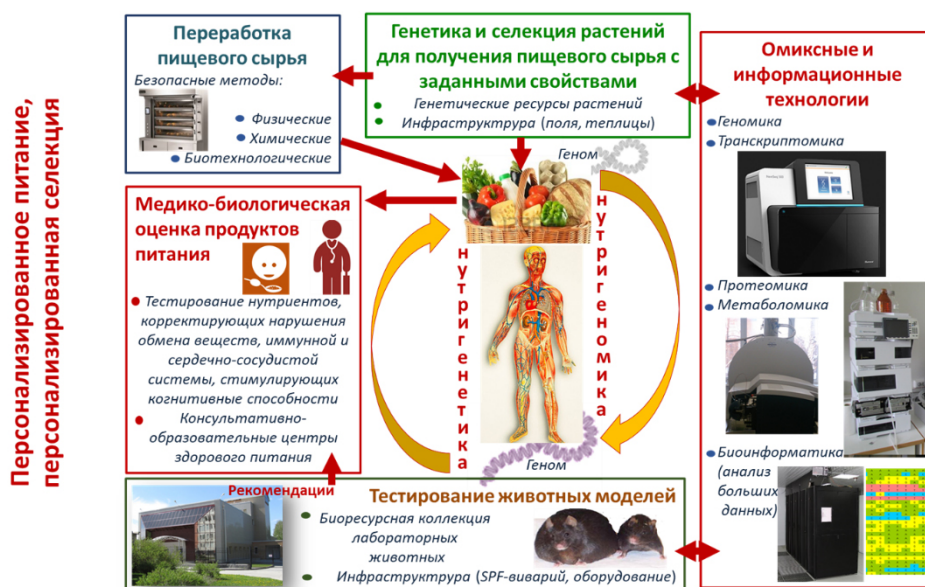 Персонализированное питание,
персонализированная селекция
Переработка
пищевого сырья
Безопасные методы:
Физические
Химические
Биотехнологические
Генетика и селекция растений
для получения пищевого сырья с
заданными свойствами
Генетические ресурсы растений
Инфраструктрура (поля, теплицы)
Омиксные и
информационные
технологии
Геномика
Транскриптомика
Протеомика
Метаболомика
Биоинформатика
(анализ
больших
данных)
Медико-биологическая
оценка продуктов
питания
Тестирование нутриентов,
корректирующих нарушения
обмена веществ, иммунной и
сердечно-сосудистой
системы, стимулирующих
когнитивные способности
Консультативно-
образовательные центры
здорового питания
Геном
нутригенетика
нутригеномика
Геном
Рекомендации
Тестирование животных моделей
Биоресурсная коллекция
лабораторных
животных
Инфраструктрура (SPF-виварий, оборудование)